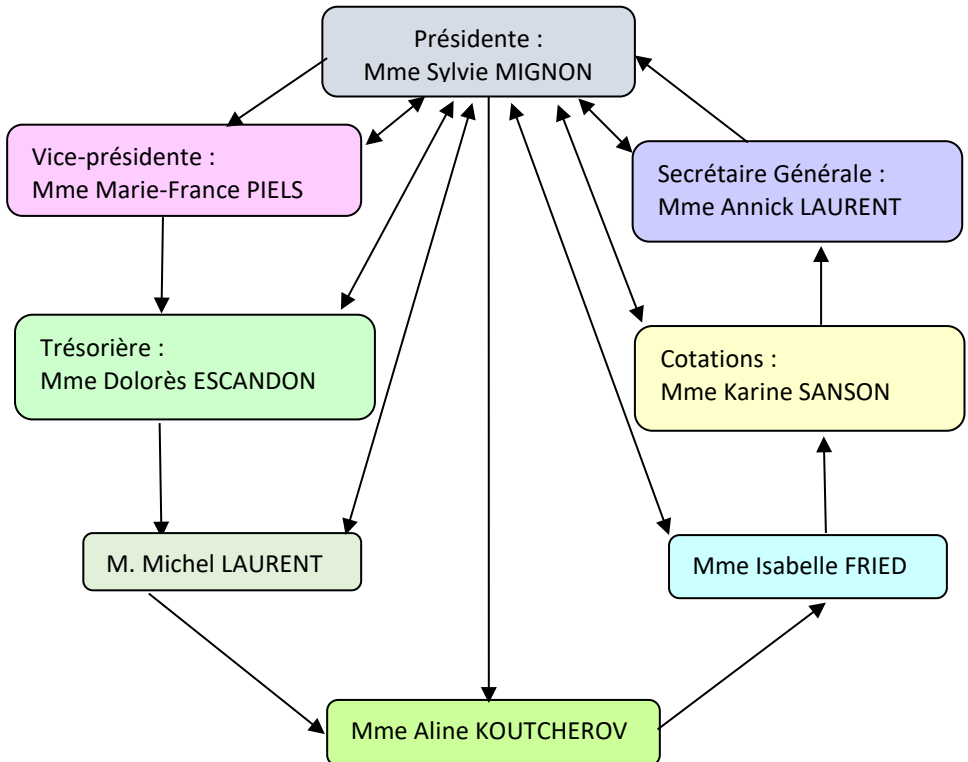 Présidente :
Mme Sylvie MIGNON
Vice-présidente :
Mme Marie-France PIELS
Secrétaire Générale :
Mme Annick LAURENT
Trésorière :
Mme Dolorès ESCANDON
Cotations :
Mme Karine SANSON
M. Michel LAURENT
Mme Isabelle FRIED
Mme Aline KOUTCHEROV